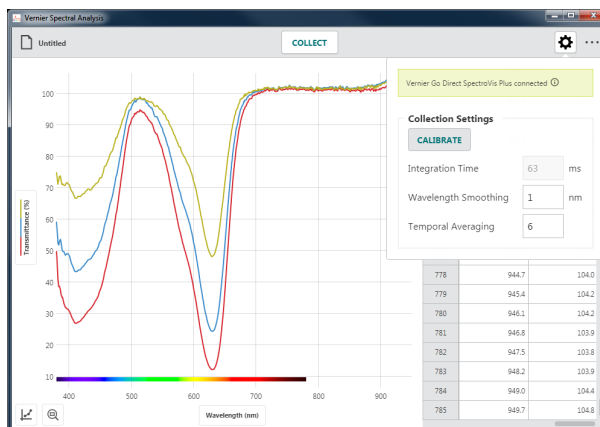 Vernier Spectral Analysis
Untitled
COLLECT
Vernier Go Direct SpectroVis Plus connected
Collection Settings
CALIBRATE
Integration Time 63 ms
Wavelength Smoothing 1 nm
Temporal Averaging 6
Transmittance (%)
100
90
80
70
60
50
40
30
20
10
400 500 600 700 800 900
Wavelength (nm)
778 944.7 104.0
779 945.4 104.2
780 946.1 104.2
781 946.8 103.9
782 947.5 103.8
783 948.2 103.9
784 949.0 104.4
785 949.7 104.8